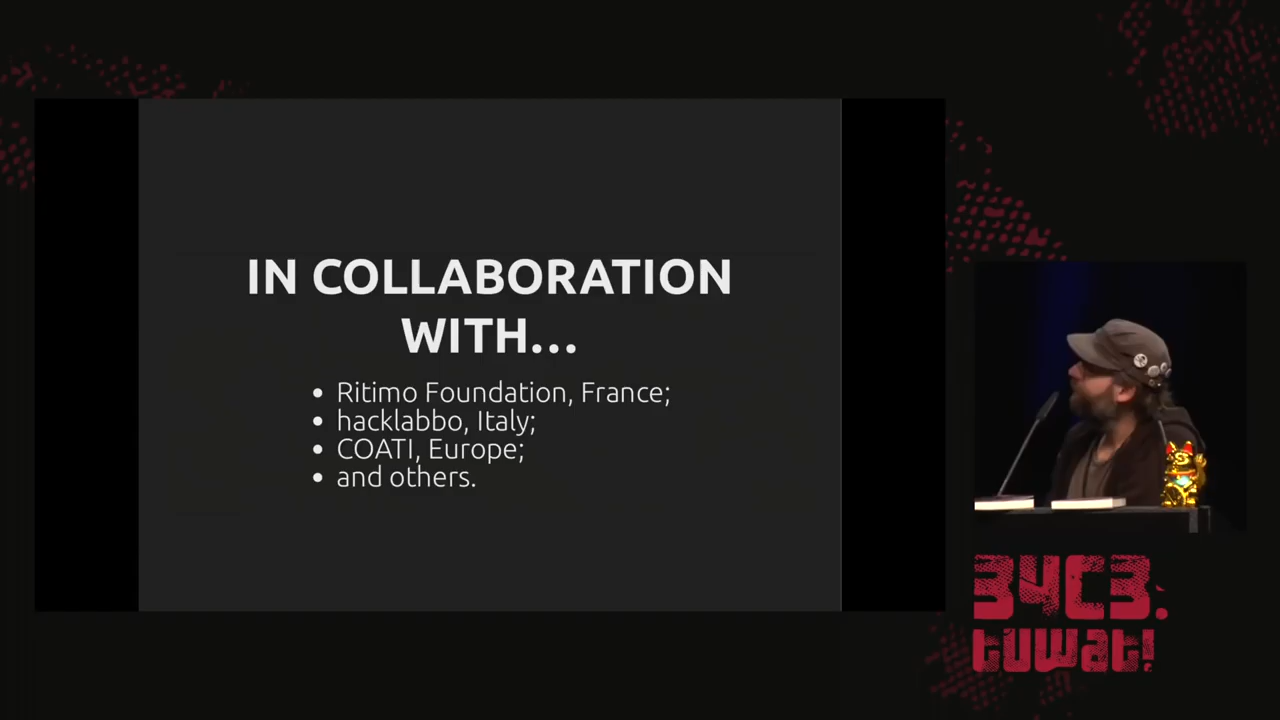 IN COLLABORATION
WITH...
Ritimo Foundation, France;
hacklabbo, Italy;
COATI, Europe;
and others.
34C3.
tuwat!